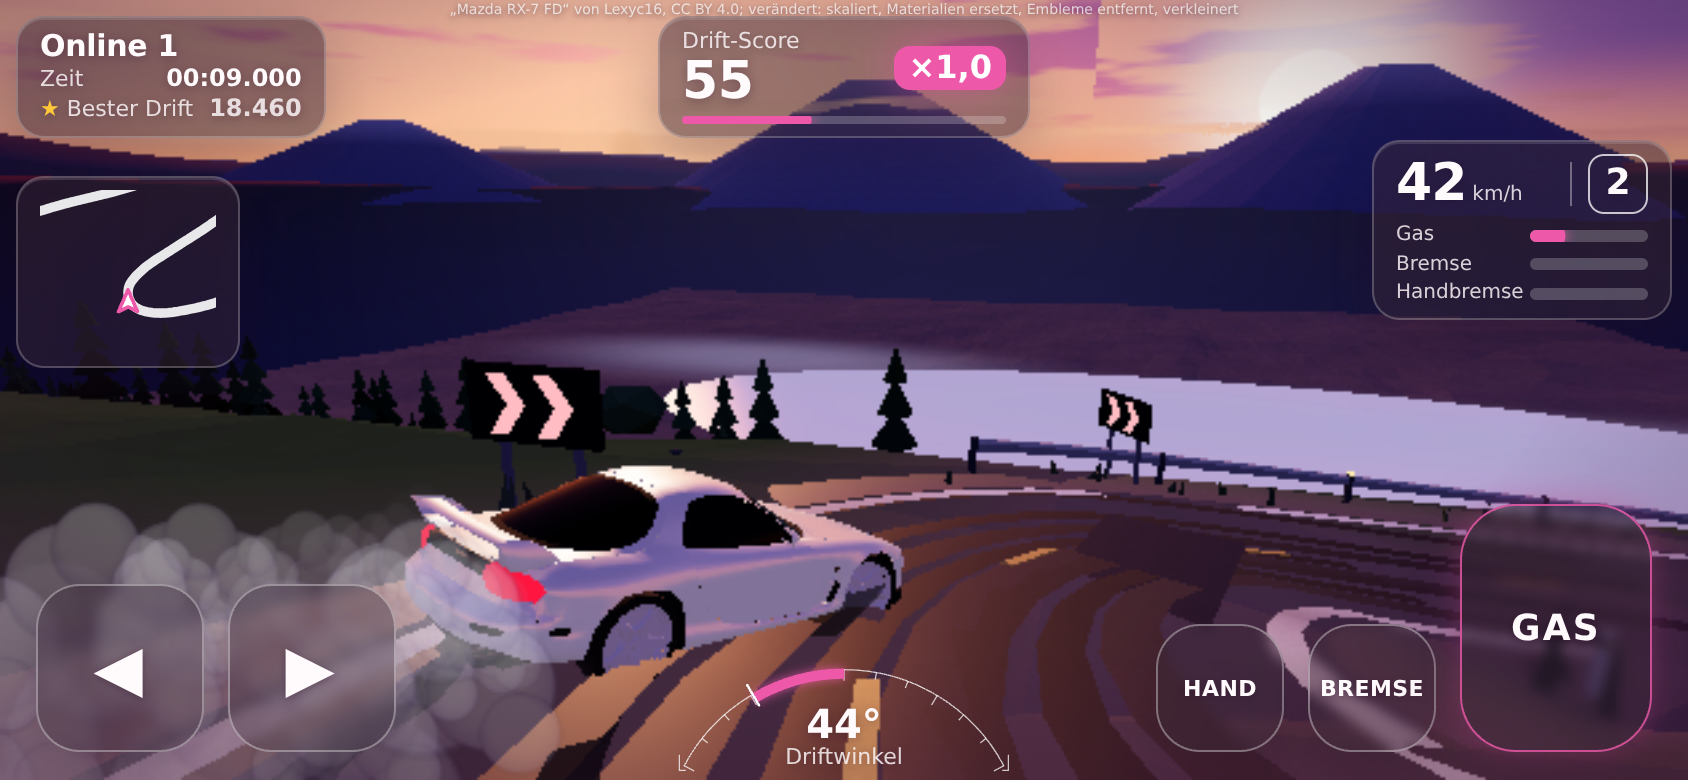 „Mazda RX-7 FD“ von Lexyc16, CC BY 4.0; verändert: skaliert, Materialien ersetzt, Embleme entfernt, verkleinert
Online 1
Zeit 00:09.000
★ Bester Drift 18.460
Drift-Score
55
×1,0
42 km/h 2
Gas
Bremse
Handbremse
◀ ▶
44°
Driftwinkel
HAND
BREMSE
GAS